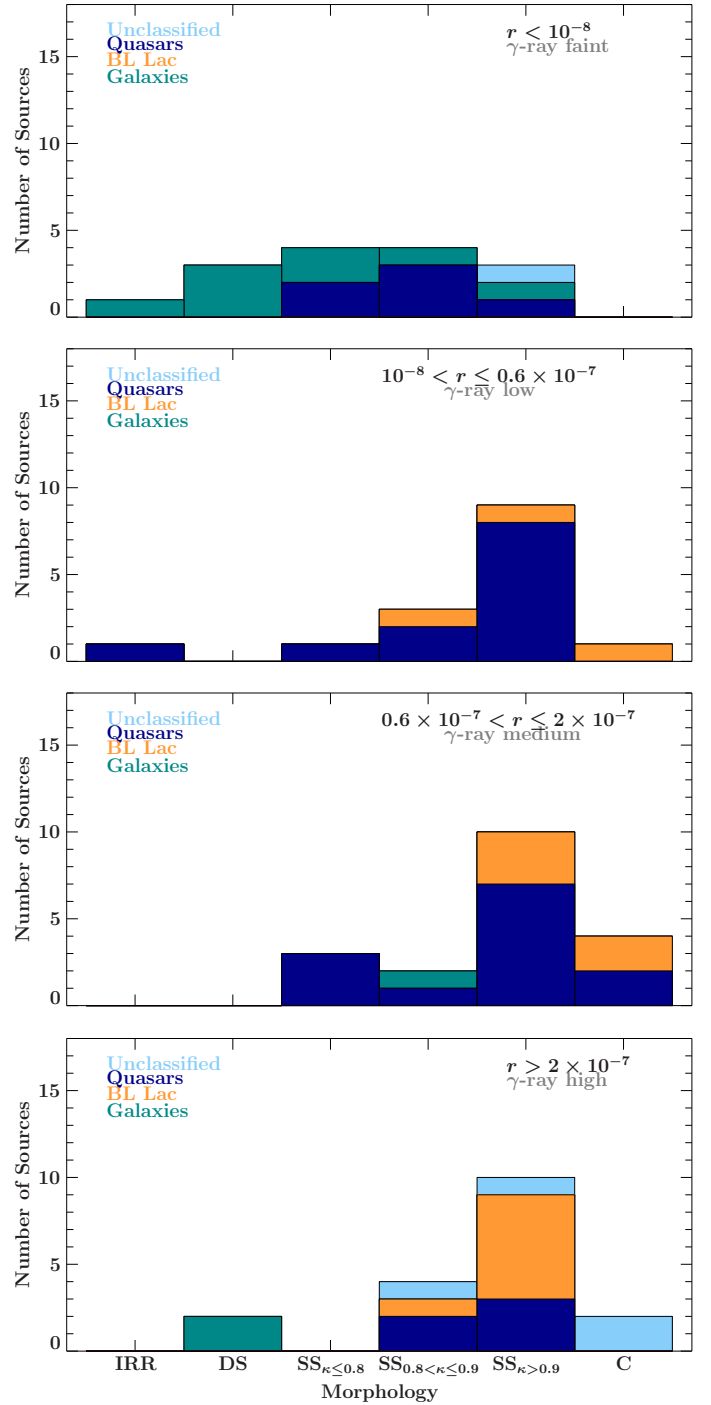 Unclassified
Quasars
BL Lac
Galaxies
r < 10⁻⁸
γ-ray faint
15
10
5
0
Number of Sources
Unclassified
Quasars
BL Lac
Galaxies
10⁻⁸ < r ≤ 0.6 × 10⁻⁷
γ-ray low
15
10
5
0
Number of Sources
Unclassified
Quasars
BL Lac
Galaxies
0.6 × 10⁻⁷ < r ≤ 2 × 10⁻⁷
γ-ray medium
15
10
5
0
Number of Sources
Unclassified
Quasars
BL Lac
Galaxies
r > 2 × 10⁻⁷
γ-ray high
15
10
5
0
Number of Sources
IRR DS SS_κ≤0.8 SS_0.8<κ≤0.9 SS_κ>0.9 C
Morphology